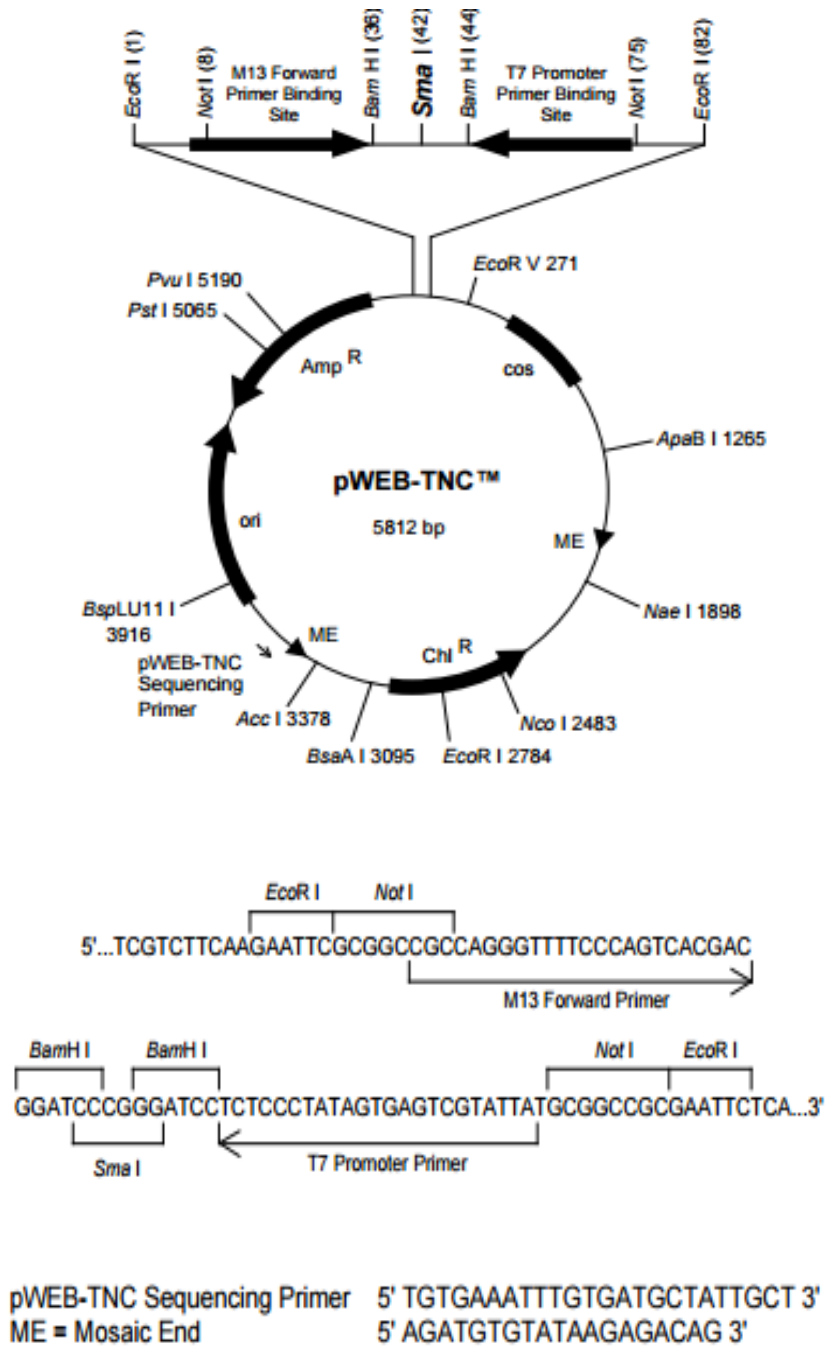 EcoR I (1)
Not I (8)
M13 Forward
Primer Binding
Site
Bam H I (36)
Sma I (42)
Bam H I (44)
T7 Promoter
Primer Binding
Site
Not I (75)
EcoR I (82)
EcoR V 271
Pvu I 5190
Pst I 5065
Amp R
cos
ApaB I 1265
pWEB-TNC™
5812 bp
ori
ME
BspLU11 I
3916
ME
Nae I 1898
Chl R
pWEB-TNC
Sequencing
Primer
Acc I 3378
Nco I 2483
BsaA I 3095
EcoR I 2784
EcoR I Not I
5'...TCGTCTTCAAGAATTCGCGGCCGCCAGGGTTTTCCCAGTCACGAC
M13 Forward Primer
BamH I BamH I Not I EcoR I
GGATCCCGGGGATCCTCTCCCTATAGTGAGTCGTATTATGCGGCCGCGAATTCTCA...3'
Sma I T7 Promoter Primer
pWEB-TNC Sequencing Primer 5' TGTGAAATTTGTGATGCTATTGCT 3'
ME = Mosaic End 5' AGATGTGTATAAGAGACAG 3'